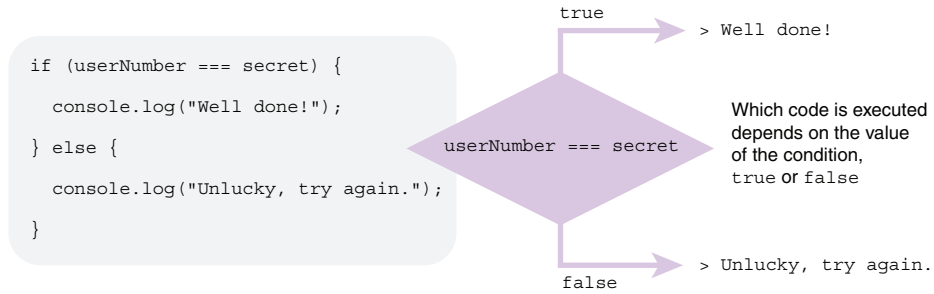 if (userNumber === secret) {
console.log("Well done!");
} else {
console.log("Unlucky, try again.");
}
true
> Well done!
userNumber === secret
Which code is executed
depends on the value
of the condition,
true or false
false
> Unlucky, try again.